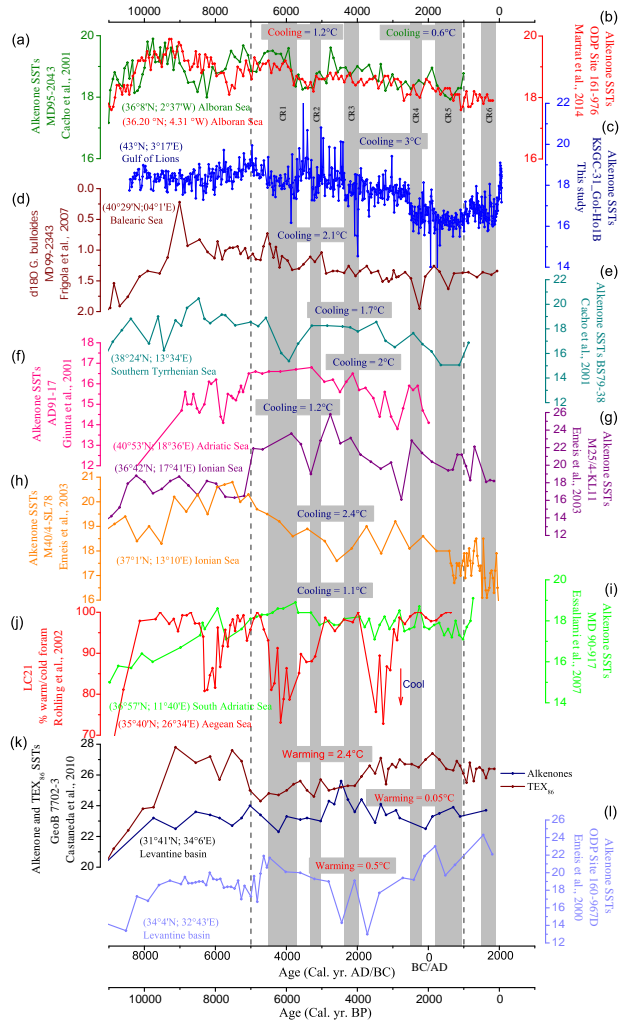 10000 8000 6000 4000 2000 0 2000
(a)
(b)
Cooling = 1.2°C
Cooling = 0.6°C
20
19
18
16
Alkenone SSTs
MD95-2043
Cacho et al., 2001
(36°8'N; 2°37'W) Alboran Sea
(36.20 °N; 4.31 °W) Alboran Sea
20
19
18
16
Alkenone SSTs
ODP Site 161-976
Martrat et al., 2014
CR1
CR2
CR3
CR4
CR5
CR6
(c)
(43°N; 3°17'E)
Gulf of Lions
Cooling = 3°C
22
20
18
16
14
Alkenone SSTs
KSGC-31_Gol-Ho1B
This study
(d)
0.0
0.5
1.0
1.5
2.0
d18O G. bulloides
MD99-2343
Frigola et al., 2007
(40°29'N;04°1'E)
Balearic Sea
Cooling = 2.1°C
(e)
Cooling = 1.7°C
22
20
18
16
14
12
Alkenone SSTs BS79-38
Cacho et al., 2001
(38°24'N; 13°34'E)
Southern Tyrrhenian Sea
(f)
18
17
16
15
14
12
Alkenone SSTs
AD91-17
Giunta et al., 2001
Cooling = 2°C
Cooling = 1.2°C
(40°53'N; 18°36'E) Adriatic Sea
(g)
26
24
22
20
18
16
14
12
Alkenone SSTs
M25/4-KL11
Emeis et al., 2003
(36°42'N; 17°41'E) Ionian Sea
(h)
21
20
19
18
17
16
Alkenone SSTs
M40/4-SL78
Emeis et al., 2003
Cooling = 2.4°C
(37°1'N; 13°10'E) Ionian Sea
(i)
Cooling = 1.1°C
20
18
16
14
12
Alkenone SSTs
MD 90-917
Essallami et al., 2007
(j)
100
90
80
70
LC21
% warm/cold foram
Rohling et al., 2002
Cool
(36°57'N; 11°40'E) South Adriatic Sea
(35°40'N; 26°34'E) Aegean Sea
(k)
28
26
25
24
22
20
Alkenone and TEX86 SSTs
GeoB 7702-3
Castaneda et al., 2010
Warming = 2.4°C
Warming = 0.05°C
Alkenones
TEX86
(31°41'N; 34°6'E)
Levantine basin
(l)
20
18
16
14
12
Alkenone SSTs
ODP Site 160-967D
Emeis et al., 2000
Warming = 0.5°C
(34°4'N; 32°43'E)
Levantine basin
10000 8000 6000 4000 2000 0 2000
BC/AD
Age (Cal. yr. AD/BC)
10000 8000 6000 4000 2000 0
Age (Cal. yr. BP)